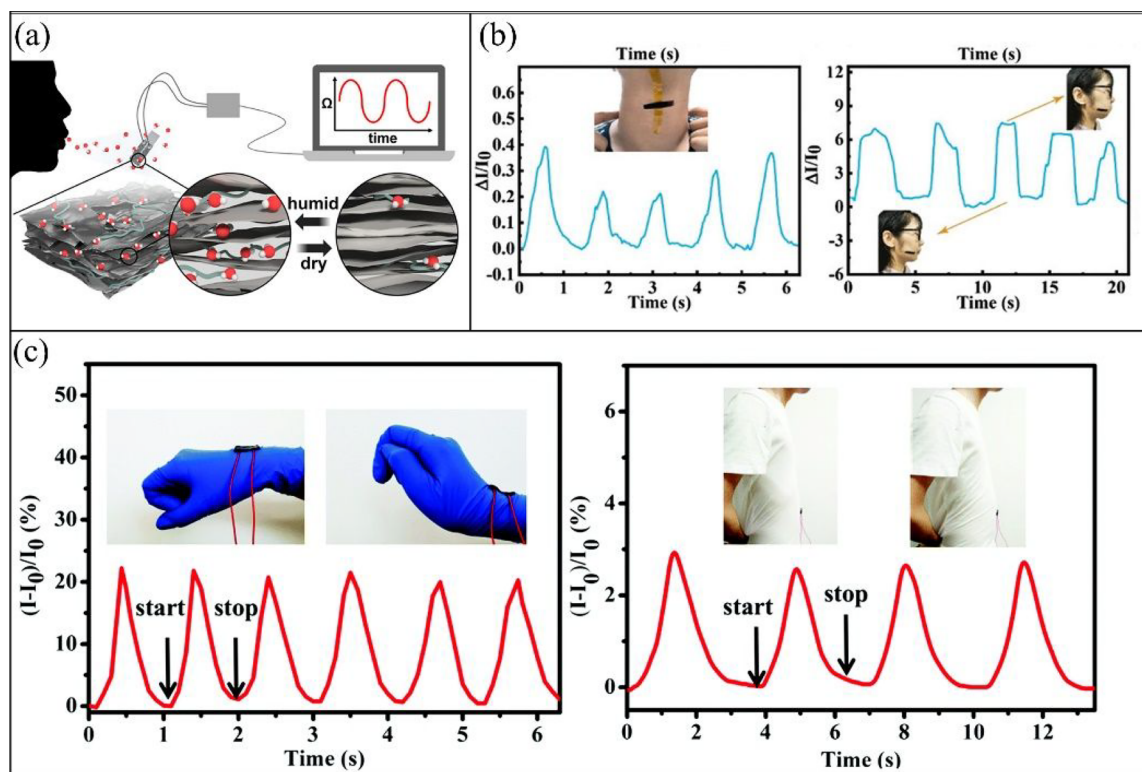 (a)
Ω
time
humid
dry
(b)
Time (s)
ΔI/I₀
0.6
0.5
0.4
0.3
0.2
0.1
0.0
-0.1
0 1 2 3 4 5 6
Time (s)
Time (s)
ΔI/I₀
12
9
6
3
0
-3
-6
0 5 10 15 20
Time (s)
(c)
(I-I₀)/I₀ (%)
50
40
30
20
10
0
start
stop
0 1 2 3 4 5 6
Time (s)
(I-I₀)/I₀ (%)
6
4
2
0
start
stop
0 2 4 6 8 10 12
Time (s)